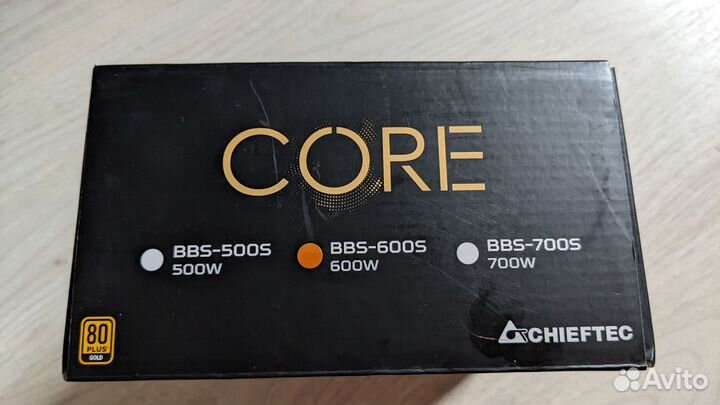 CORE
BBS-500S
500W
BBS-600S
600W
BBS-700S
700W
80
PLUS
GOLD
CHIEFTEC
Avito